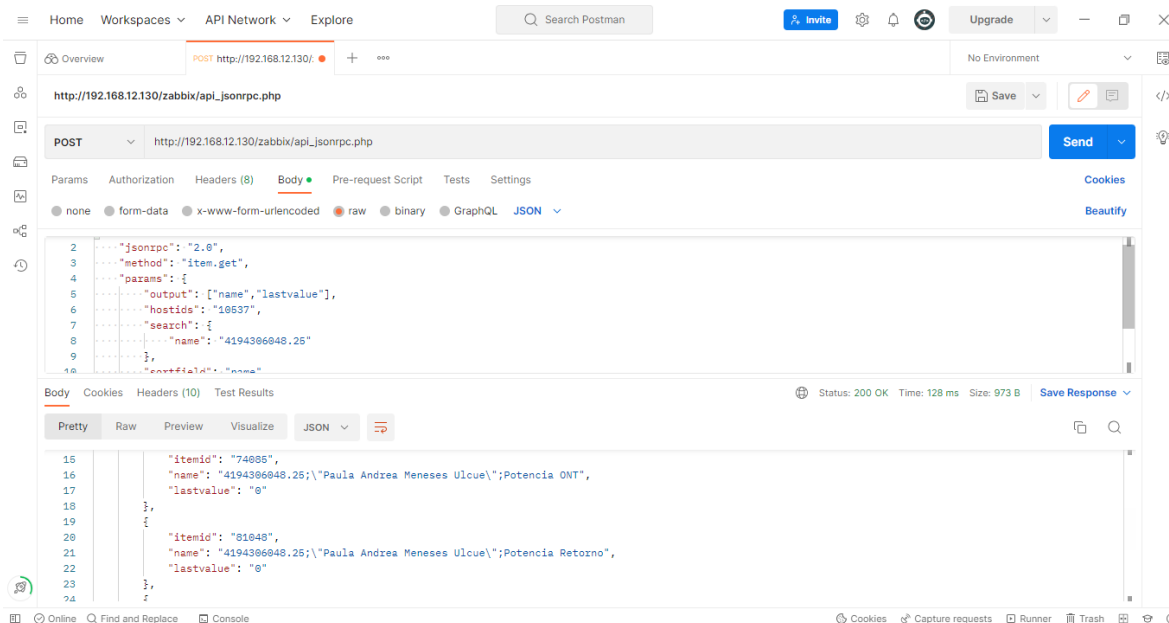 Home Workspaces API Network Explore Search Postman Invite Upgrade
Overview POST http://192.168.12.130/: No Environment
http://192.168.12.130/zabbix/api_jsonrpc.php Save
POST http://192.168.12.130/zabbix/api_jsonrpc.php Send
Params Authorization Headers (8) Body Pre-request Script Tests Settings Cookies
none form-data x-www-form-urlencoded raw binary GraphQL JSON Beautify
2 "jsonrpc": "2.0",
3 "method": "item.get",
4 "params": {
5 "output": ["name","lastvalue"],
6 "hostids": "10537",
7 "search": {
8 "name": "4194306048.25"
9 },
10 "sortfield": "name"
Body Cookies Headers (10) Test Results Status: 200 OK Time: 128 ms Size: 973 B Save Response
Pretty Raw Preview Visualize JSON
15 "itemid": "74085",
16 "name": "4194306048.25;\"Paula Andrea Meneses Ulcue\";Potencia ONT",
17 "lastvalue": "0"
18 },
19 {
20 "itemid": "81048",
21 "name": "4194306048.25;\"Paula Andrea Meneses Ulcue\";Potencia Retorno",
22 "lastvalue": "0"
23 },
24 {
Online Find and Replace Console Cookies Capture requests Runner Trash